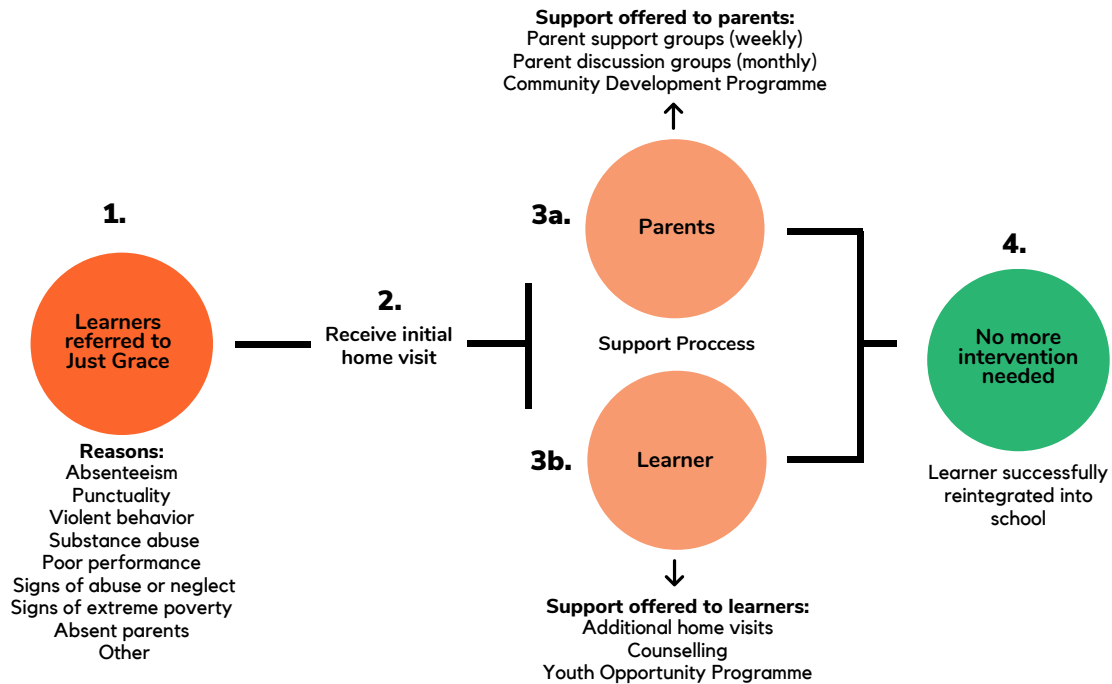 1.
Learners
referred to
Just Grace
Reasons:
Absenteeism
Punctuality
Violent behavior
Substance abuse
Poor performance
Signs of abuse or neglect
Signs of extreme poverty
Absent parents
Other
2.
Receive initial
home visit
Support offered to parents:
Parent support groups (weekly)
Parent discussion groups (monthly)
Community Development Programme
3a.
Parents
Support Proccess
3b.
Learner
Support offered to learners:
Additional home visits
Counselling
Youth Opportunity Programme
4.
No more
intervention
needed
Learner successfully
reintegrated into
school